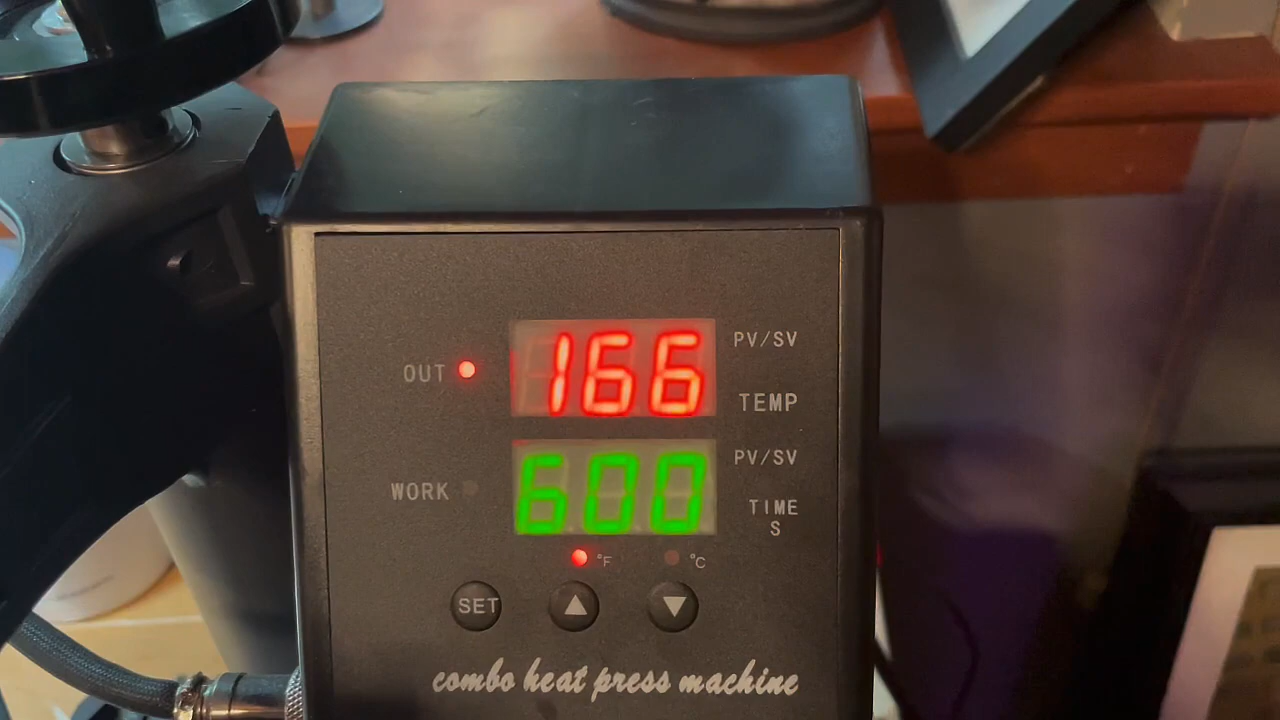 166
PV/SV
OUT
TEMP
600
PV/SV
WORK
TIME
S
°F
°C
SET
combo heat press machine